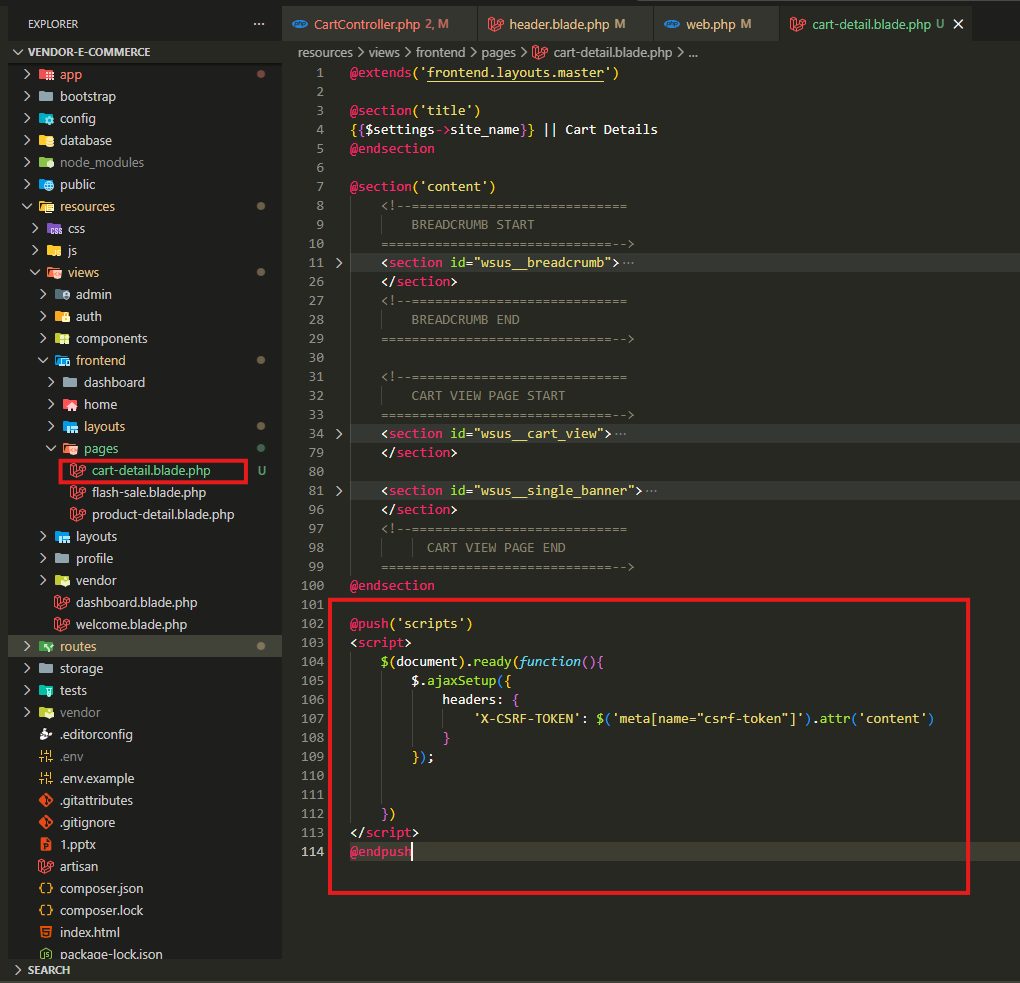 EXPLORER
...
VENDOR-E-COMMERCE
app
bootstrap
config
database
node_modules
public
resources
css
js
views
admin
auth
components
frontend
dashboard
home
layouts
pages
cart-detail.blade.php U
flash-sale.blade.php
product-detail.blade.php
layouts
profile
vendor
dashboard.blade.php
welcome.blade.php
routes
storage
tests
vendor
.editorconfig
.env
.env.example
.gitattributes
.gitignore
1.pptx
artisan
composer.json
composer.lock
index.html
package-lock.json
SEARCH
CartController.php 2, M header.blade.php M web.php M cart-detail.blade.php U
resources > views > frontend > pages > cart-detail.blade.php > ...
1 @extends('frontend.layouts.master')
2
3 @section('title')
4 {{$settings->site_name}} || Cart Details
5 @endsection
6
7 @section('content')
8 <!--============================
9 BREADCRUMB START
10 ==============================-->
11 <section id="wsus__breadcrumb"> ...
26 </section>
27 <!--============================
28 BREADCRUMB END
29 ==============================-->
30
31 <!--============================
32 CART VIEW PAGE START
33 ==============================-->
34 <section id="wsus__cart_view"> ...
79 </section>
80
81 <section id="wsus__single_banner"> ...
96 </section>
97 <!--============================
98 CART VIEW PAGE END
99 ==============================-->
100 @endsection
101
102 @push('scripts')
103 <script>
104 $(document).ready(function(){
105 $.ajaxSetup({
106 headers: {
107 'X-CSRF-TOKEN': $('meta[name="csrf-token"]').attr('content')
108 }
109 });
110
111
112 })
113 </script>
114 @endpush